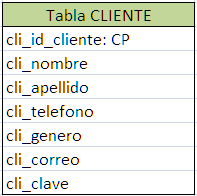 Tabla CLIENTE
cli_id_cliente: CP
cli_nombre
cli_apellido
cli_telefono
cli_genero
cli_correo
cli_clave